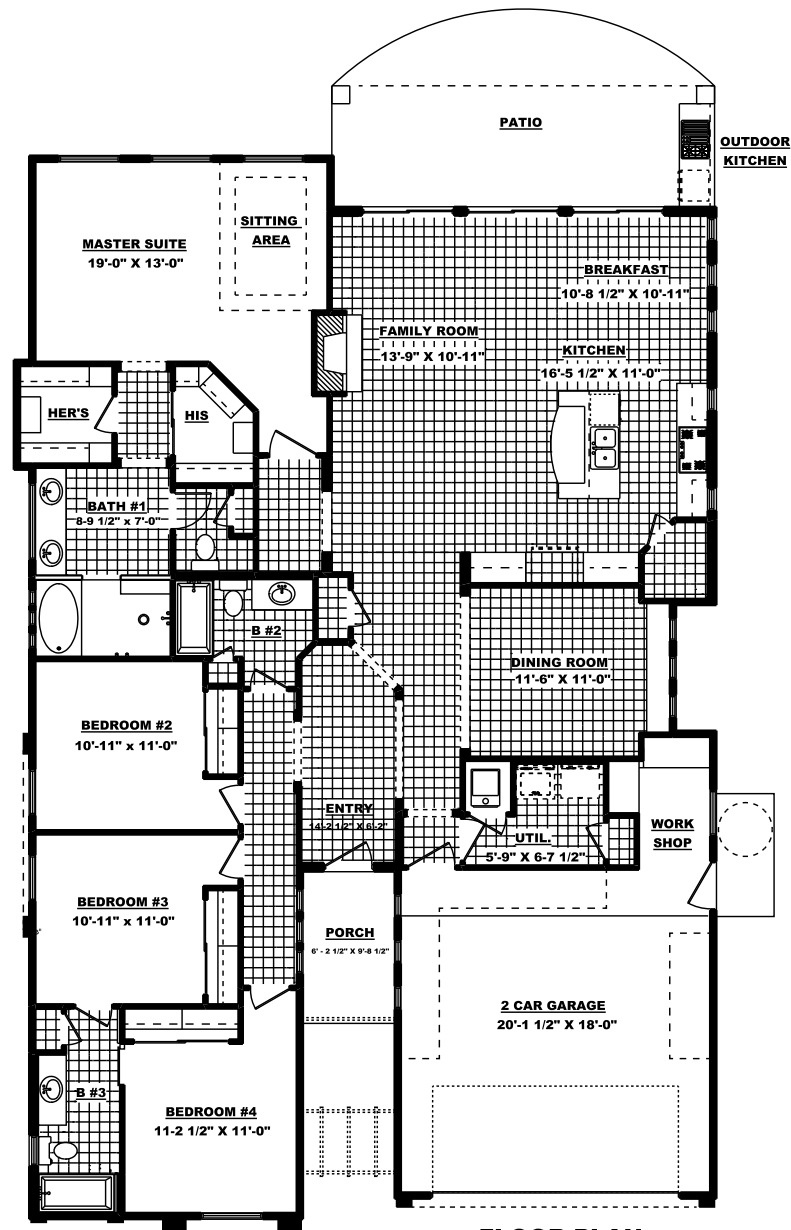 PATIO
OUTDOOR
KITCHEN
MASTER SUITE
19'-0" X 13'-0"
SITTING
AREA
BREAKFAST
10'-8 1/2" X 10'-11"
FAMILY ROOM
13'-9" X 10'-11"
KITCHEN
16'-5 1/2" X 11'-0"
HER'S
HIS
BATH #1
8-9 1/2" x 7'-0"
B #2
DINING ROOM
11'-6" X 11'-0"
BEDROOM #2
10'-11" x 11'-0"
ENTRY
14'-2 1/2" X 6'-2"
UTIL.
5'-9" X 6-7 1/2"
WORK
SHOP
BEDROOM #3
10'-11" x 11'-0"
PORCH
6' - 2 1/2" X 9'-8 1/2"
2 CAR GARAGE
20'-1 1/2" X 18'-0"
B #3
BEDROOM #4
11-2 1/2" X 11'-0"
FLOOR PLAN